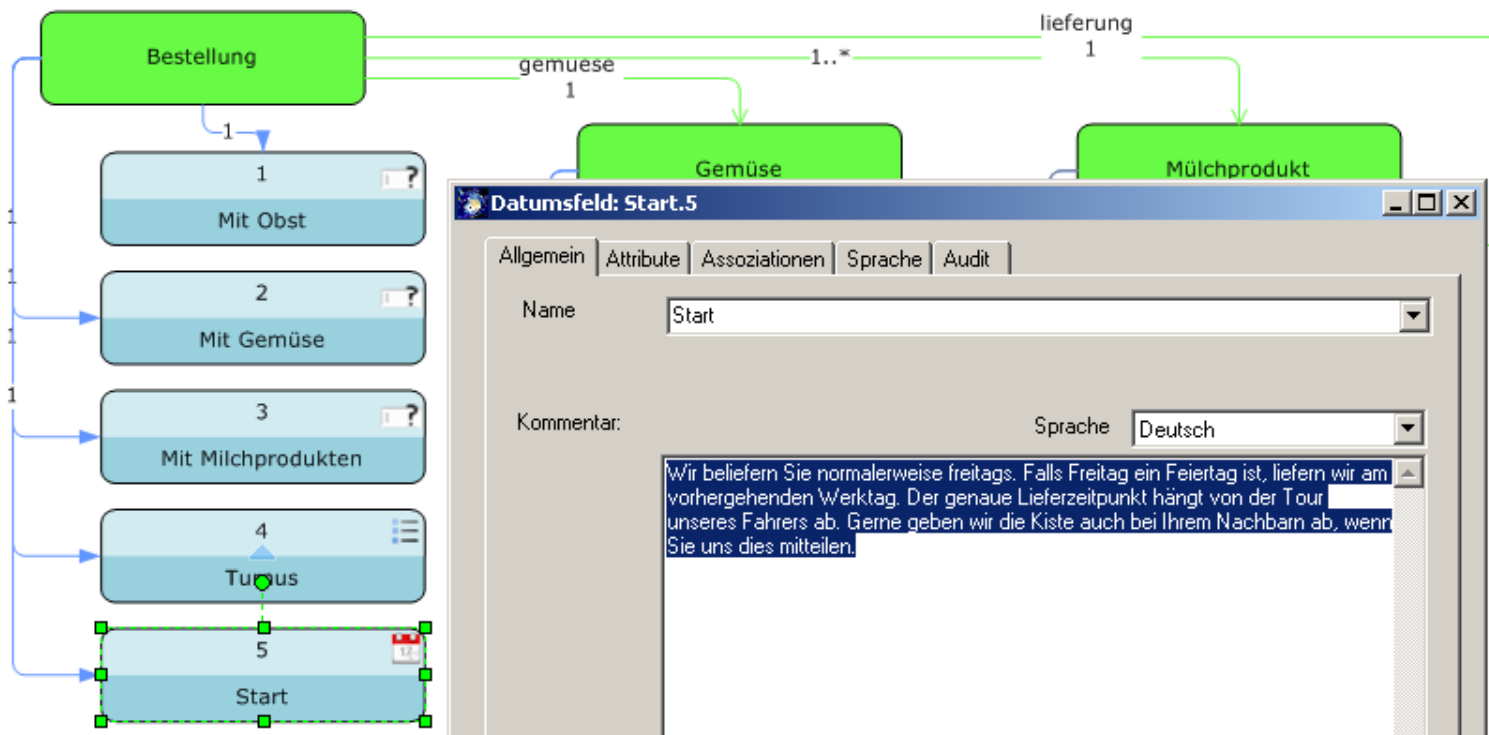 lieferung
1
Bestellung
1..*
gemuese
1
1
Gemüse
Mülchprodukt
1
Mit Obst
1
2
Mit Gemüse
1
1
3
Mit Milchprodukten
1
4
Turnus
5
12
Start
Datumsfeld: Start.5
Allgemein Attribute Assoziationen Sprache Audit
Name Start
Kommentar: Sprache Deutsch
Wir beliefern Sie normalerweise freitags. Falls Freitag ein Feiertag ist, liefern wir am
vorhergehenden Werktag. Der genaue Lieferzeitpunkt hängt von der Tour
unseres Fahrers ab. Gerne geben wir die Kiste auch bei Ihrem Nachbarn ab, wenn
Sie uns dies mitteilen.